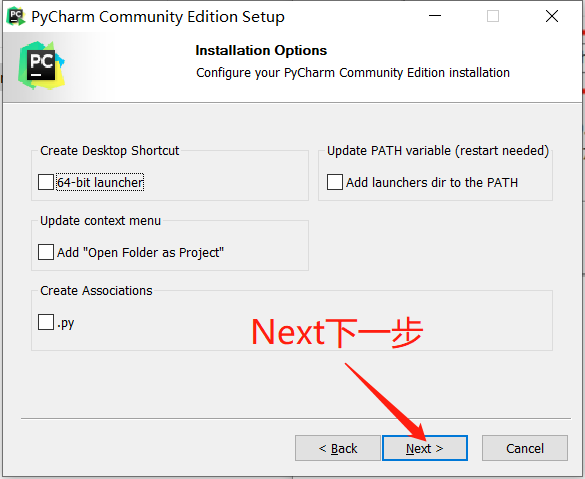 PyCharm Community Edition Setup
PC
Installation Options
Configure your PyCharm Community Edition installation
Create Desktop Shortcut
64-bit launcher
Update PATH variable (restart needed)
Add launchers dir to the PATH
Update context menu
Add "Open Folder as Project"
Create Associations
.py
Next下一步
< Back
Next >
Cancel